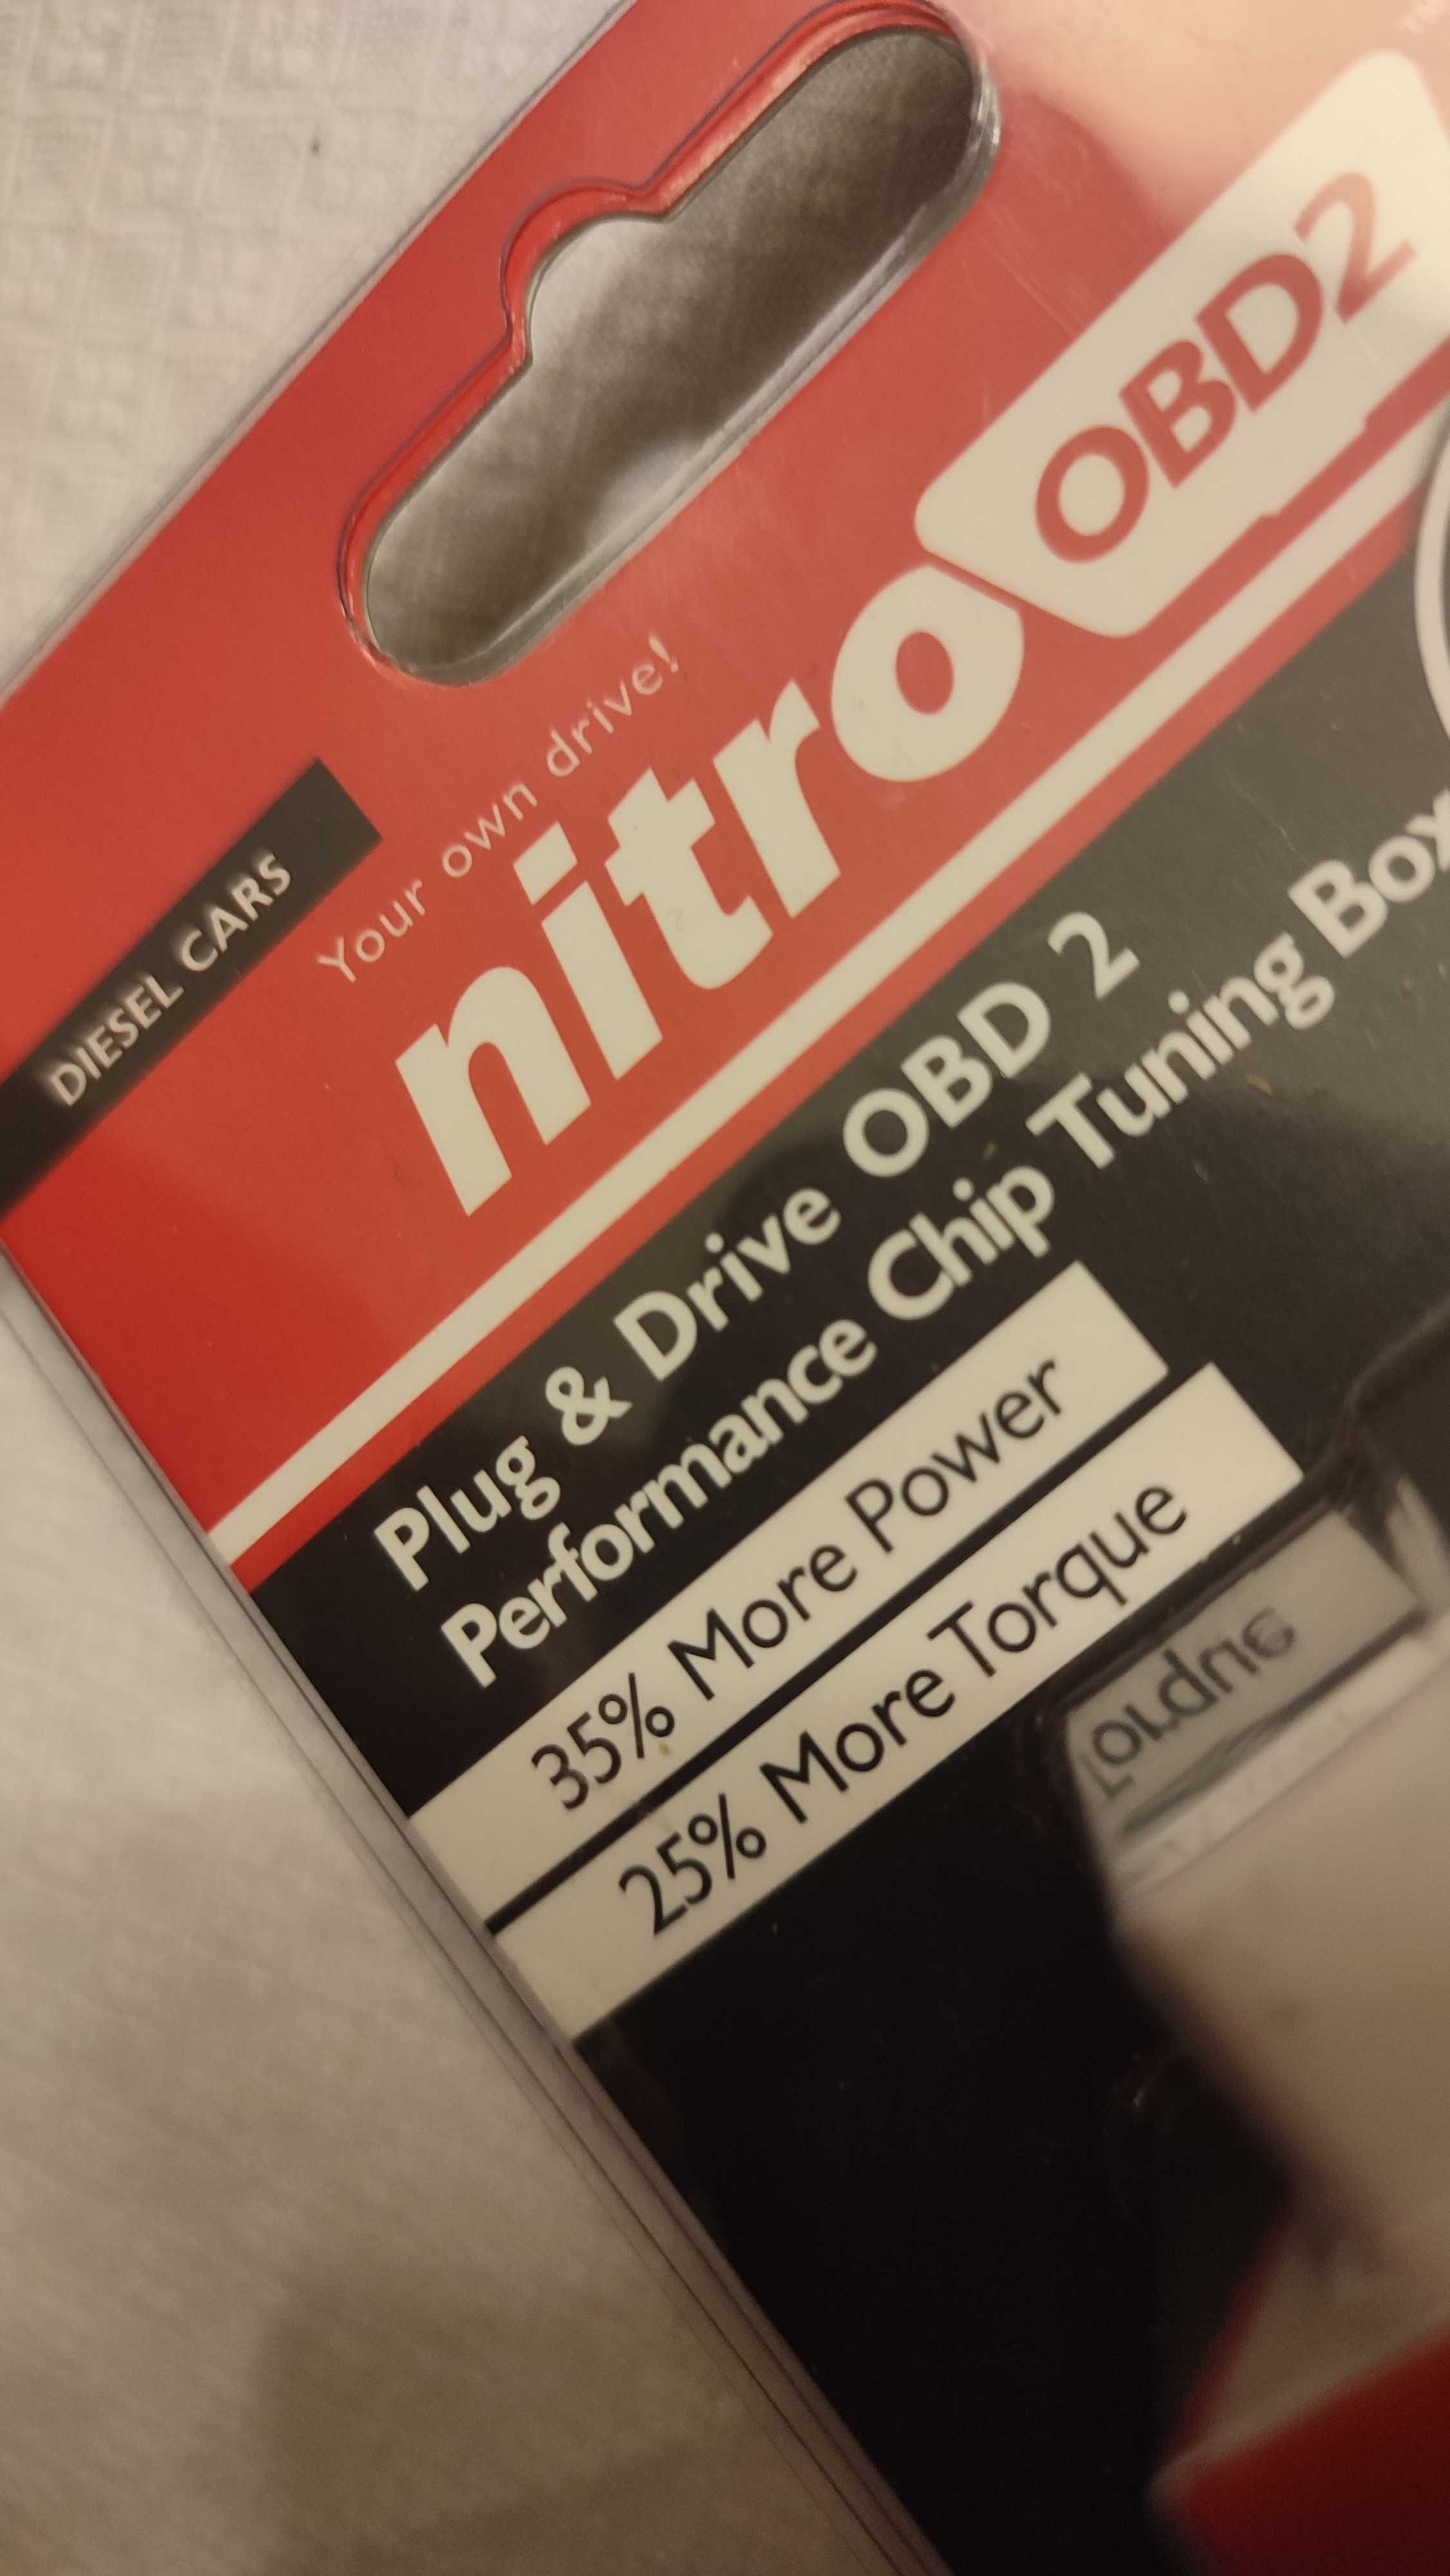 DIESEL CARS
Your own drive!
nitro OBD2
Plug & Drive OBD 2
Performance Chip Tuning Box
35% More Power
25% More Torque